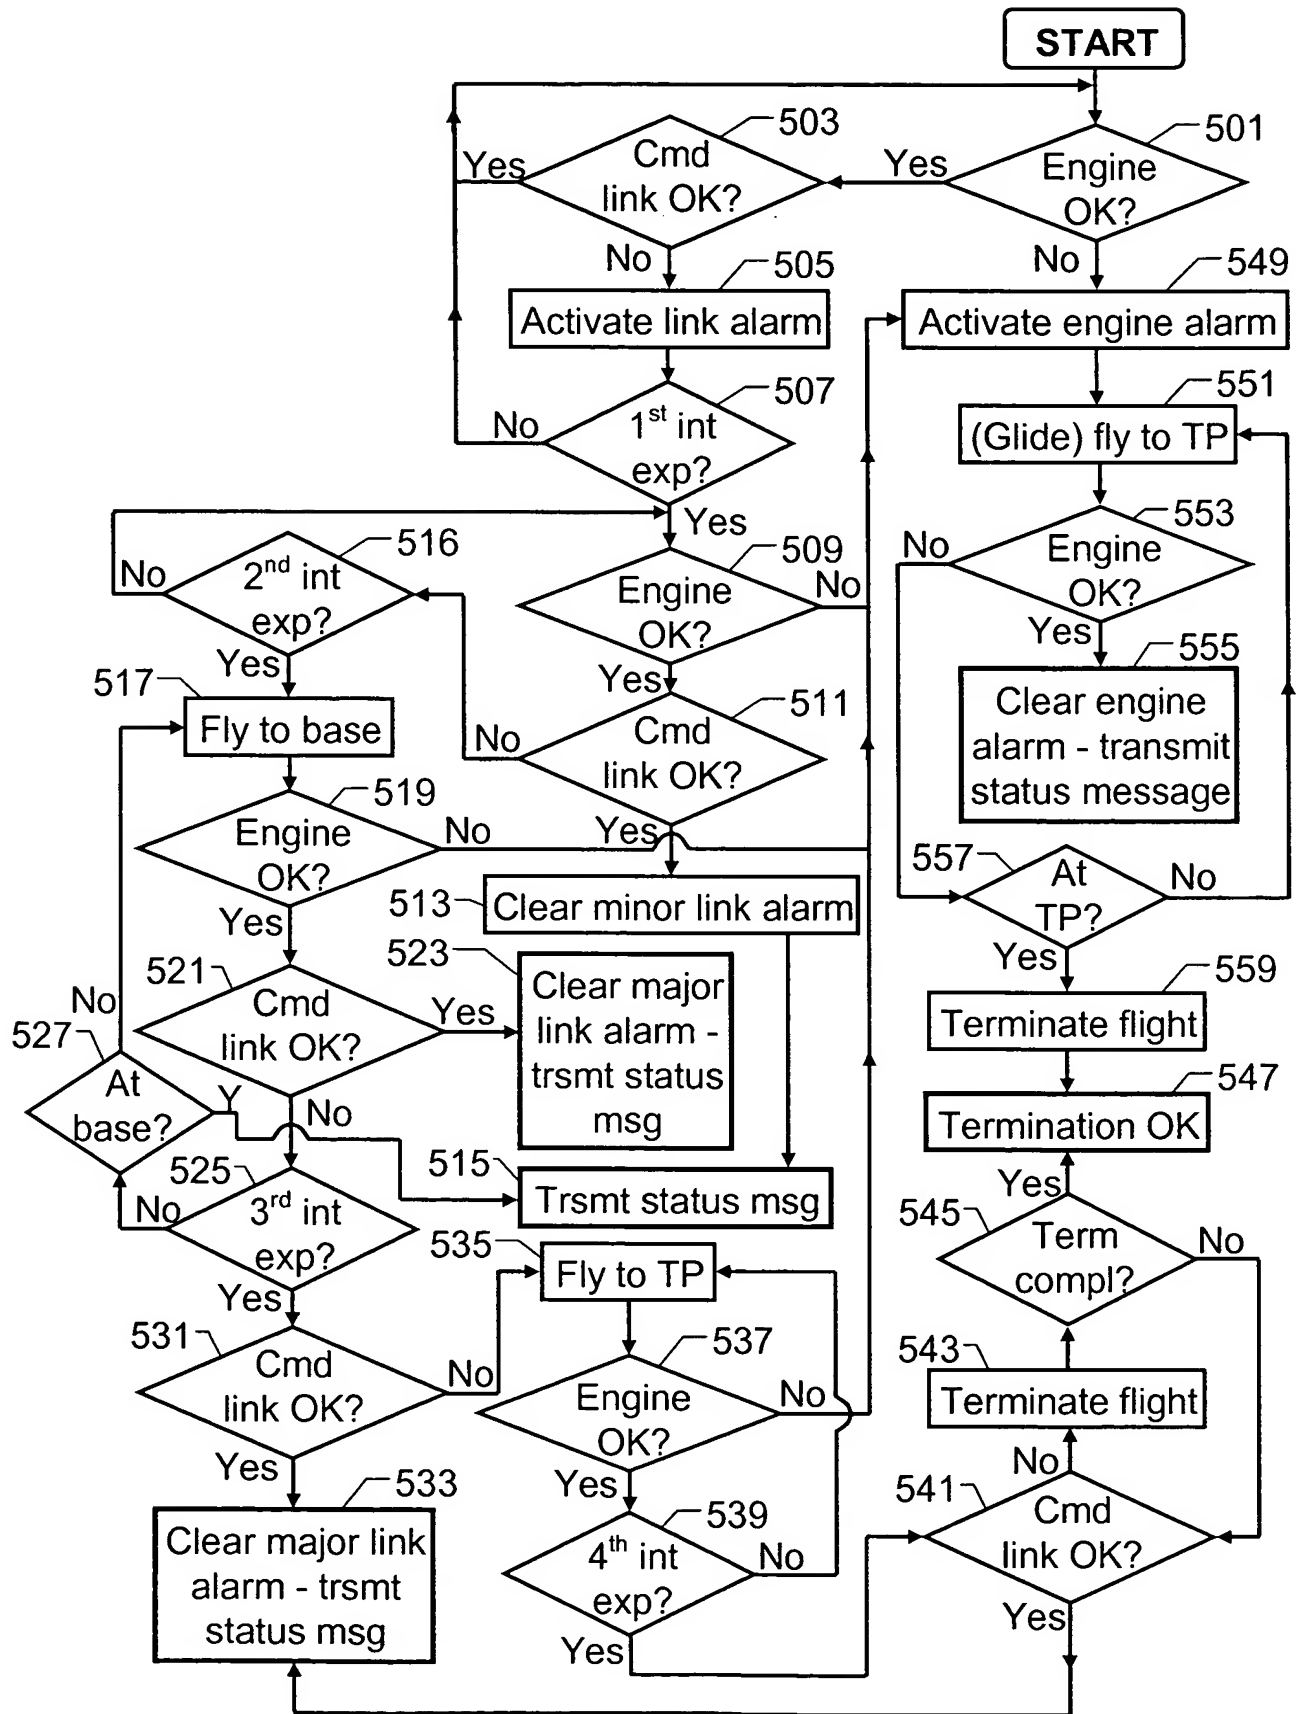 START
503
501
Cmd
link OK?
Yes
Yes
Engine
OK?
No
505
No
549
Activate link alarm
Activate engine alarm
507
551
1st int
exp?
No
(Glide) fly to TP
Yes
516
509
553
2nd int
exp?
No
Engine
OK?
No
No
Engine
OK?
Yes
Yes
Yes
555
517
511
Clear engine
alarm - transmit
status message
Fly to base
No
Cmd
link OK?
519
Engine
OK?
No
Yes
557
At
TP?
No
513
Clear minor link alarm
Yes
Yes
523
521
Clear major
link alarm -
trsmt status
msg
559
No
Cmd
link OK?
Yes
Terminate flight
527
At
base?
Y
No
547
Termination OK
525
515
Trsmt status msg
Yes
No
3rd int
exp?
535
545
Term
compl?
No
Fly to TP
Yes
531
537
543
Cmd
link OK?
No
Engine
OK?
No
Terminate flight
Yes
No
533
Yes
541
539
Cmd
link OK?
Clear major link
alarm - trsmt
status msg
4th int
exp?
No
Yes
Yes